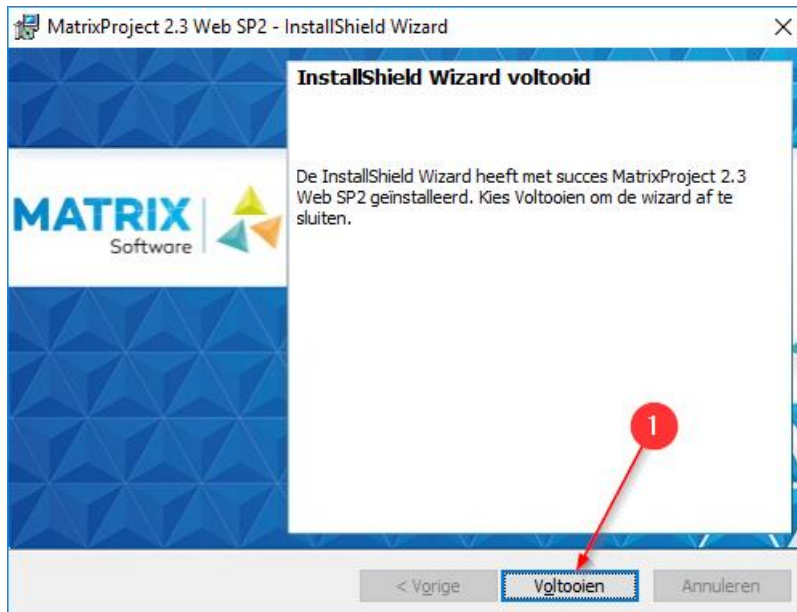 MatrixProject 2.3 Web SP2 - InstallShield Wizard
InstallShield Wizard voltooid
De InstallShield Wizard heeft met succes MatrixProject 2.3
Web SP2 geïnstalleerd. Kies Voltooien om de wizard af te
sluiten.
MATRIX
Software
1
< Vorige
Voltooien
Annuleren